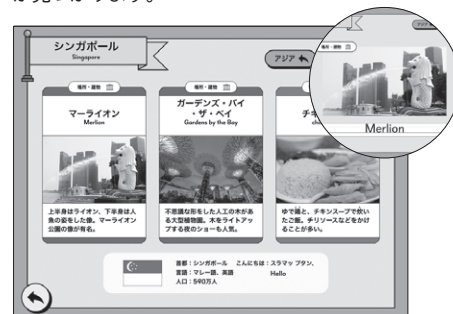 シンガポール
Singapore
アジア
場所・建物
マーライオン
Merlion
上半身はライオン、下半身は人
魚の姿をした像。マーライオン
公園の像が有名。
場所・建物
ガーデンズ・バイ
・ザ・ベイ
Gardens by the Bay
不思議な形をした人工の木があ
る大型植物園。木をライトアッ
プする夜のショーも人気。
チキ
ゆで鶏と、チキンスープで炊い
たご飯。チリソースなどをかけ
ることが多い。
首都：シンガポール こんにちは：スラマッ プタン、
言語：マレー語、英語 Hello
人口：590万人
場所・建物
Merlion